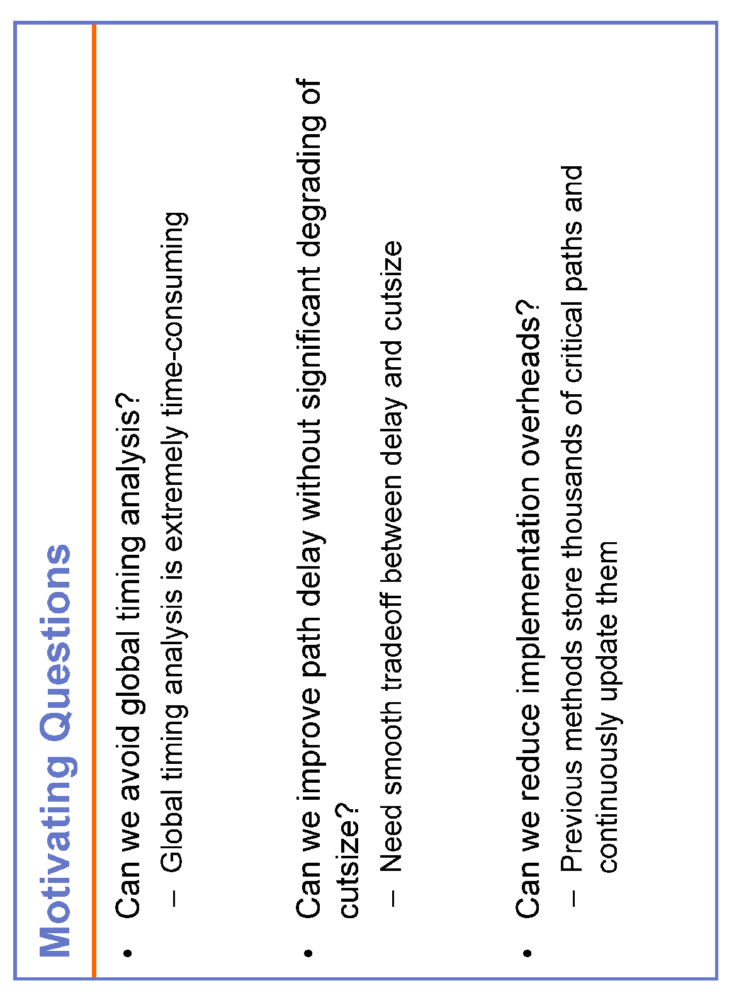 Motivating Questions
• Can we avoid global timing analysis?
– Global timing analysis is extremely time-consuming
• Can we improve path delay without significant degrading of
cutsize?
– Need smooth tradeoff between delay and cutsize
• Can we reduce implementation overheads?
– Previous methods store thousands of critical paths and
continuously update them